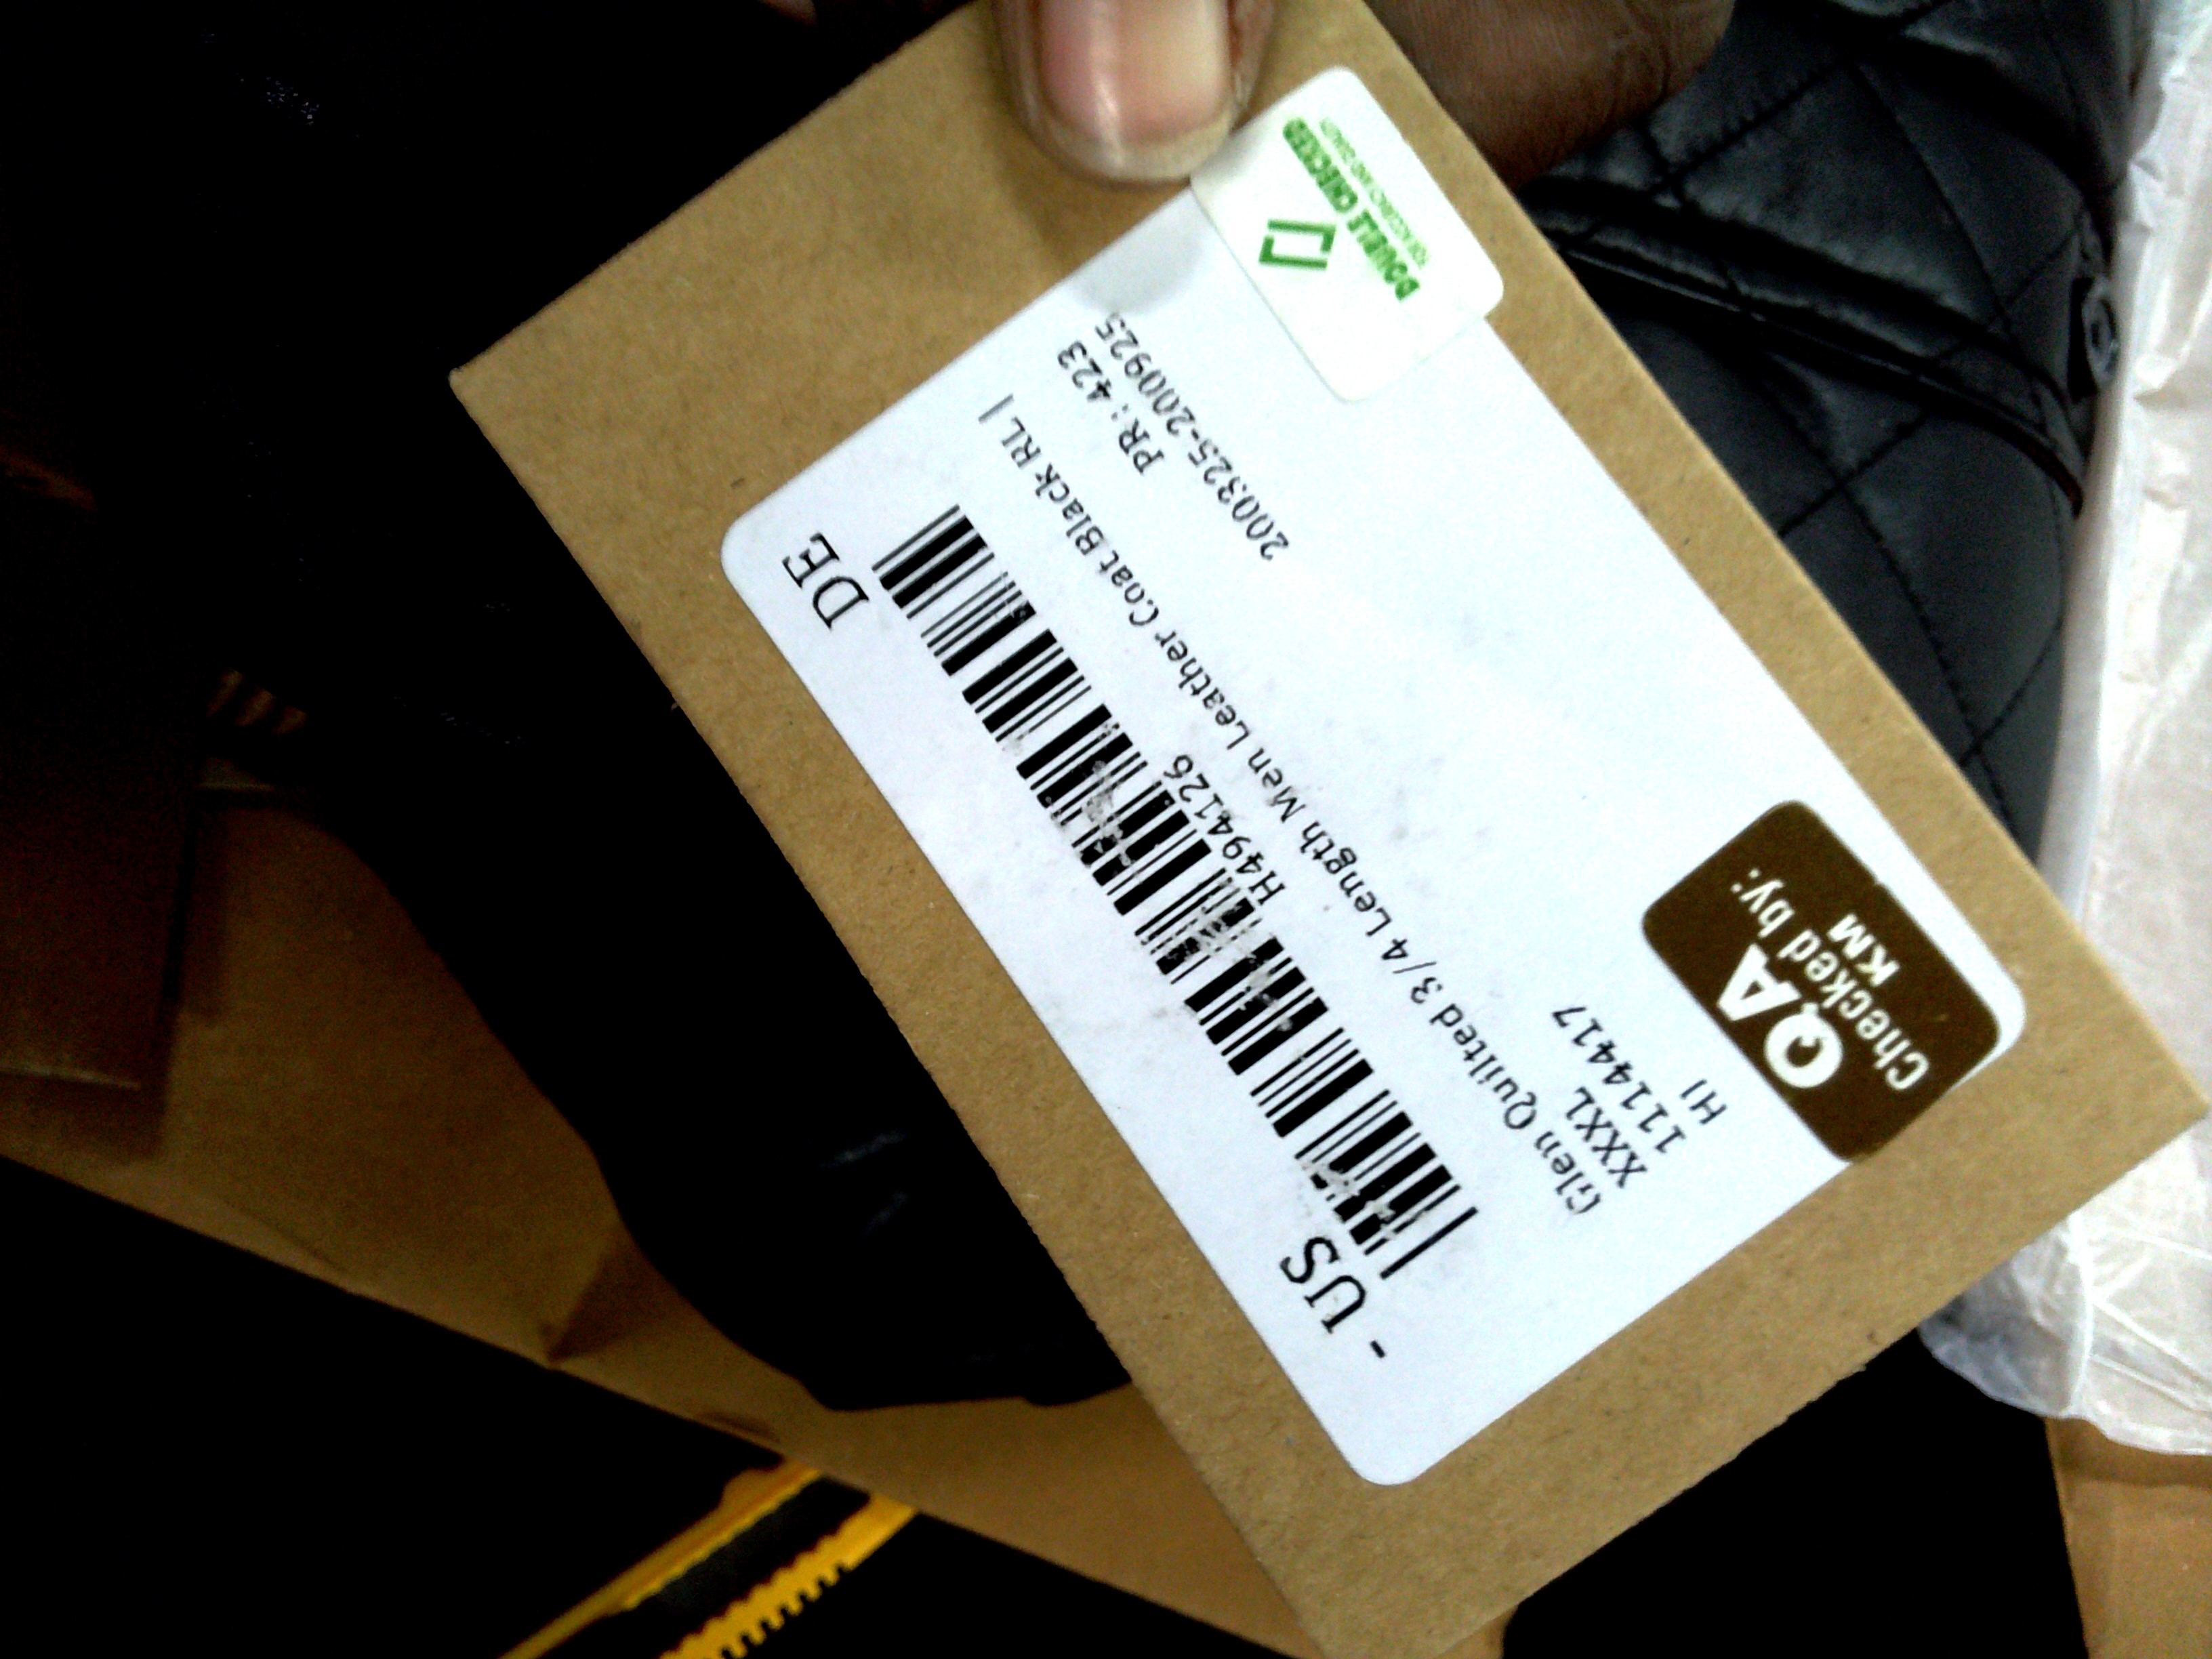 - US
DE
H494126
Glen Quilted 3/4 Length Men Leather Coat Black RL |
XXXL
PR: 423
1114417
200325-200925
HI
QA
Checked by:
KM
DOUBLE CHECKED